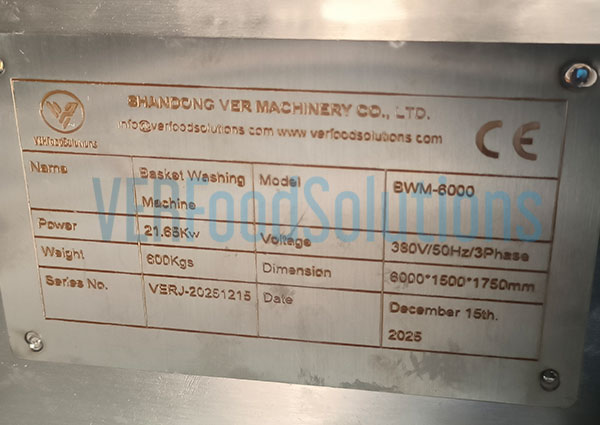 SHANDONG VER MACHINERY CO., LTD.
info@verfoodsolutions.com www.verfoodsolutions.com
VERFoodSolutions
CE
Name Basket Washing Machine Model BWM-6000
Power 21.65Kw Voltage 380V/50Hz/3Phase
Weight 600Kgs Dimension 6000*1500*1750mm
Series No. VERJ-20251215 Date December 15th. 2025
VERFoodSolutions